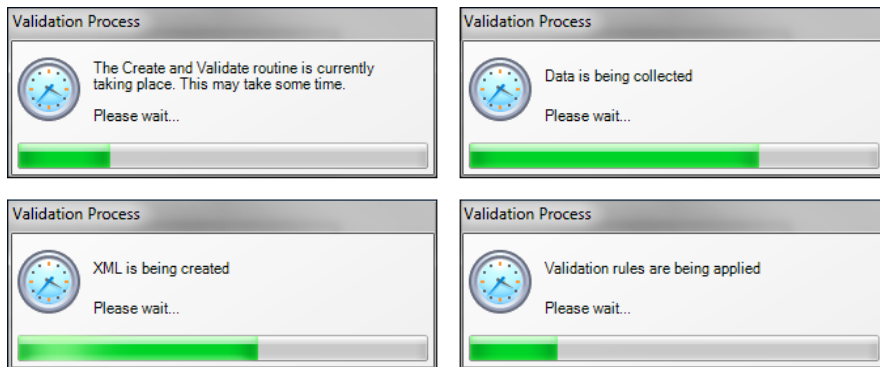 Validation Process
The Create and Validate routine is currently
taking place. This may take some time.
Please wait...
Validation Process
Data is being collected
Please wait...
Validation Process
XML is being created
Please wait...
Validation Process
Validation rules are being applied
Please wait...